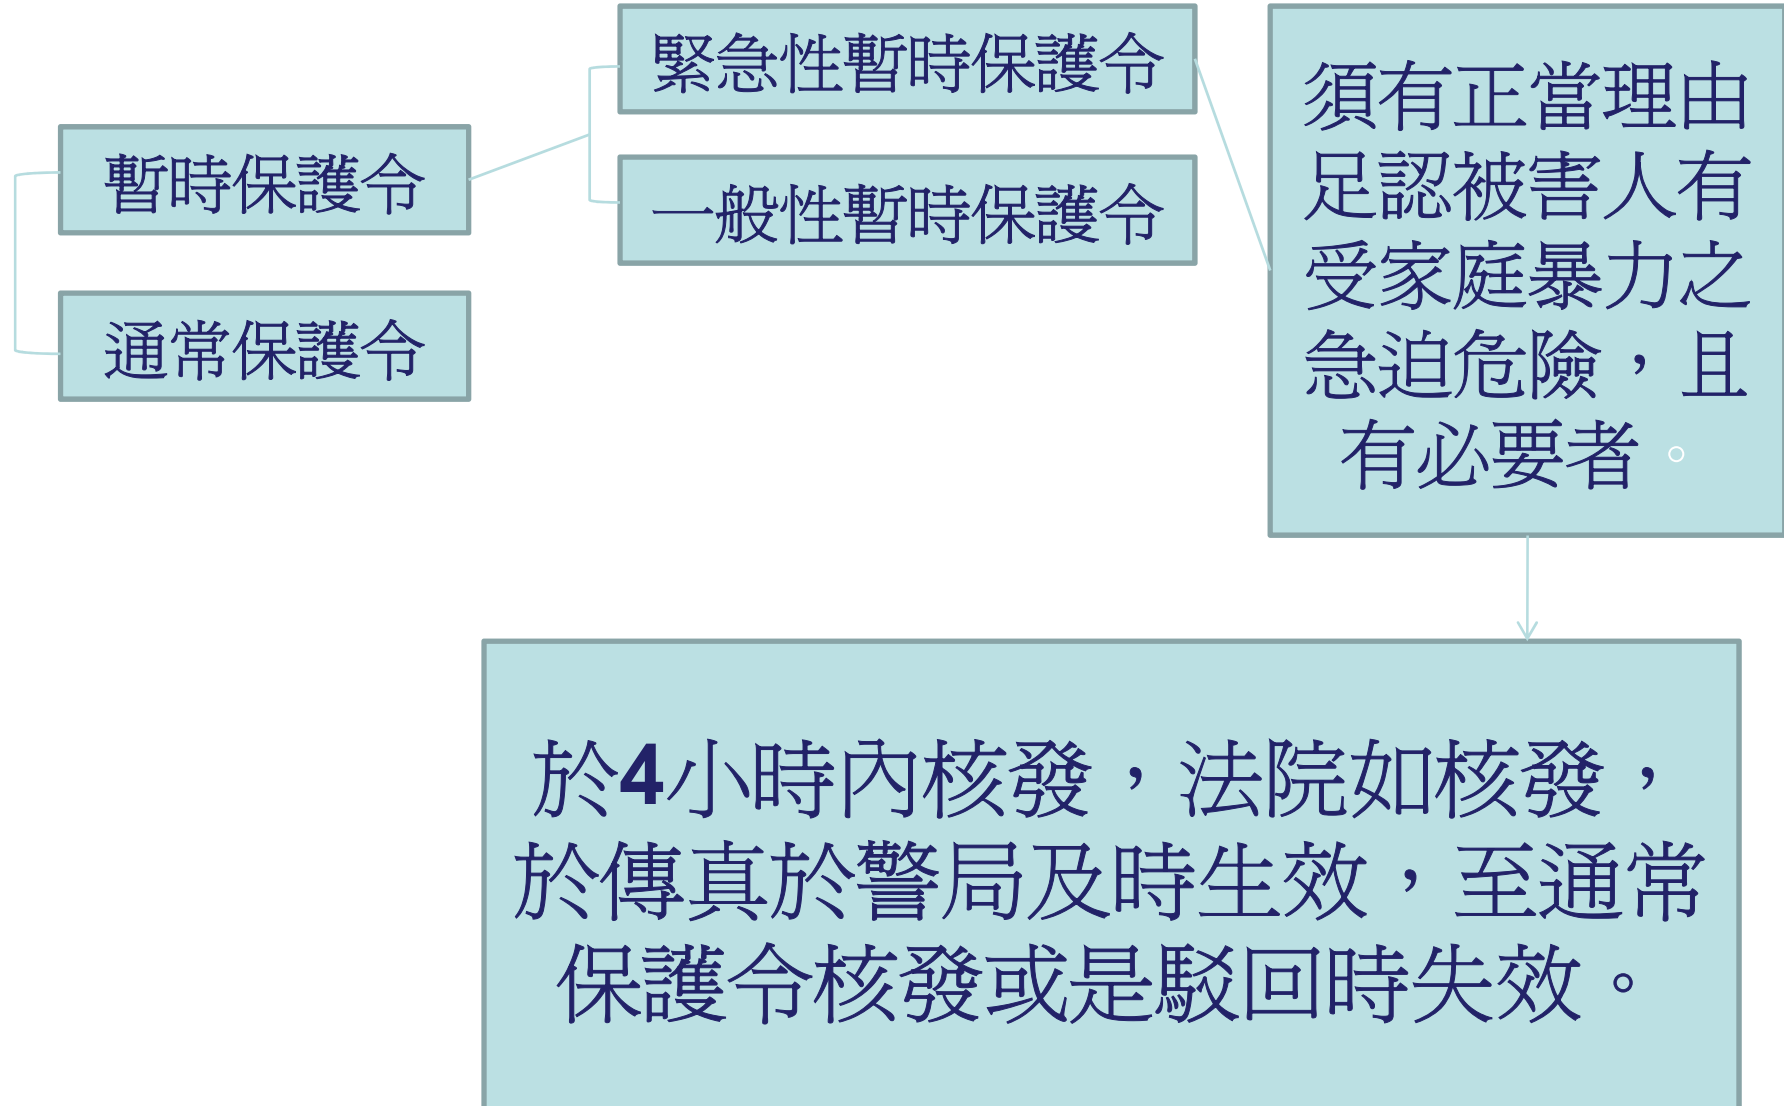 緊急性暫時保護令
暫時保護令
一般性暫時保護令
通常保護令
須有正當理由
足認被害人有
受家庭暴力之
急迫危險，且
有必要者。
於4小時內核發，法院如核發，
於傳真於警局及時生效，至通常
保護令核發或是駁回時失效。